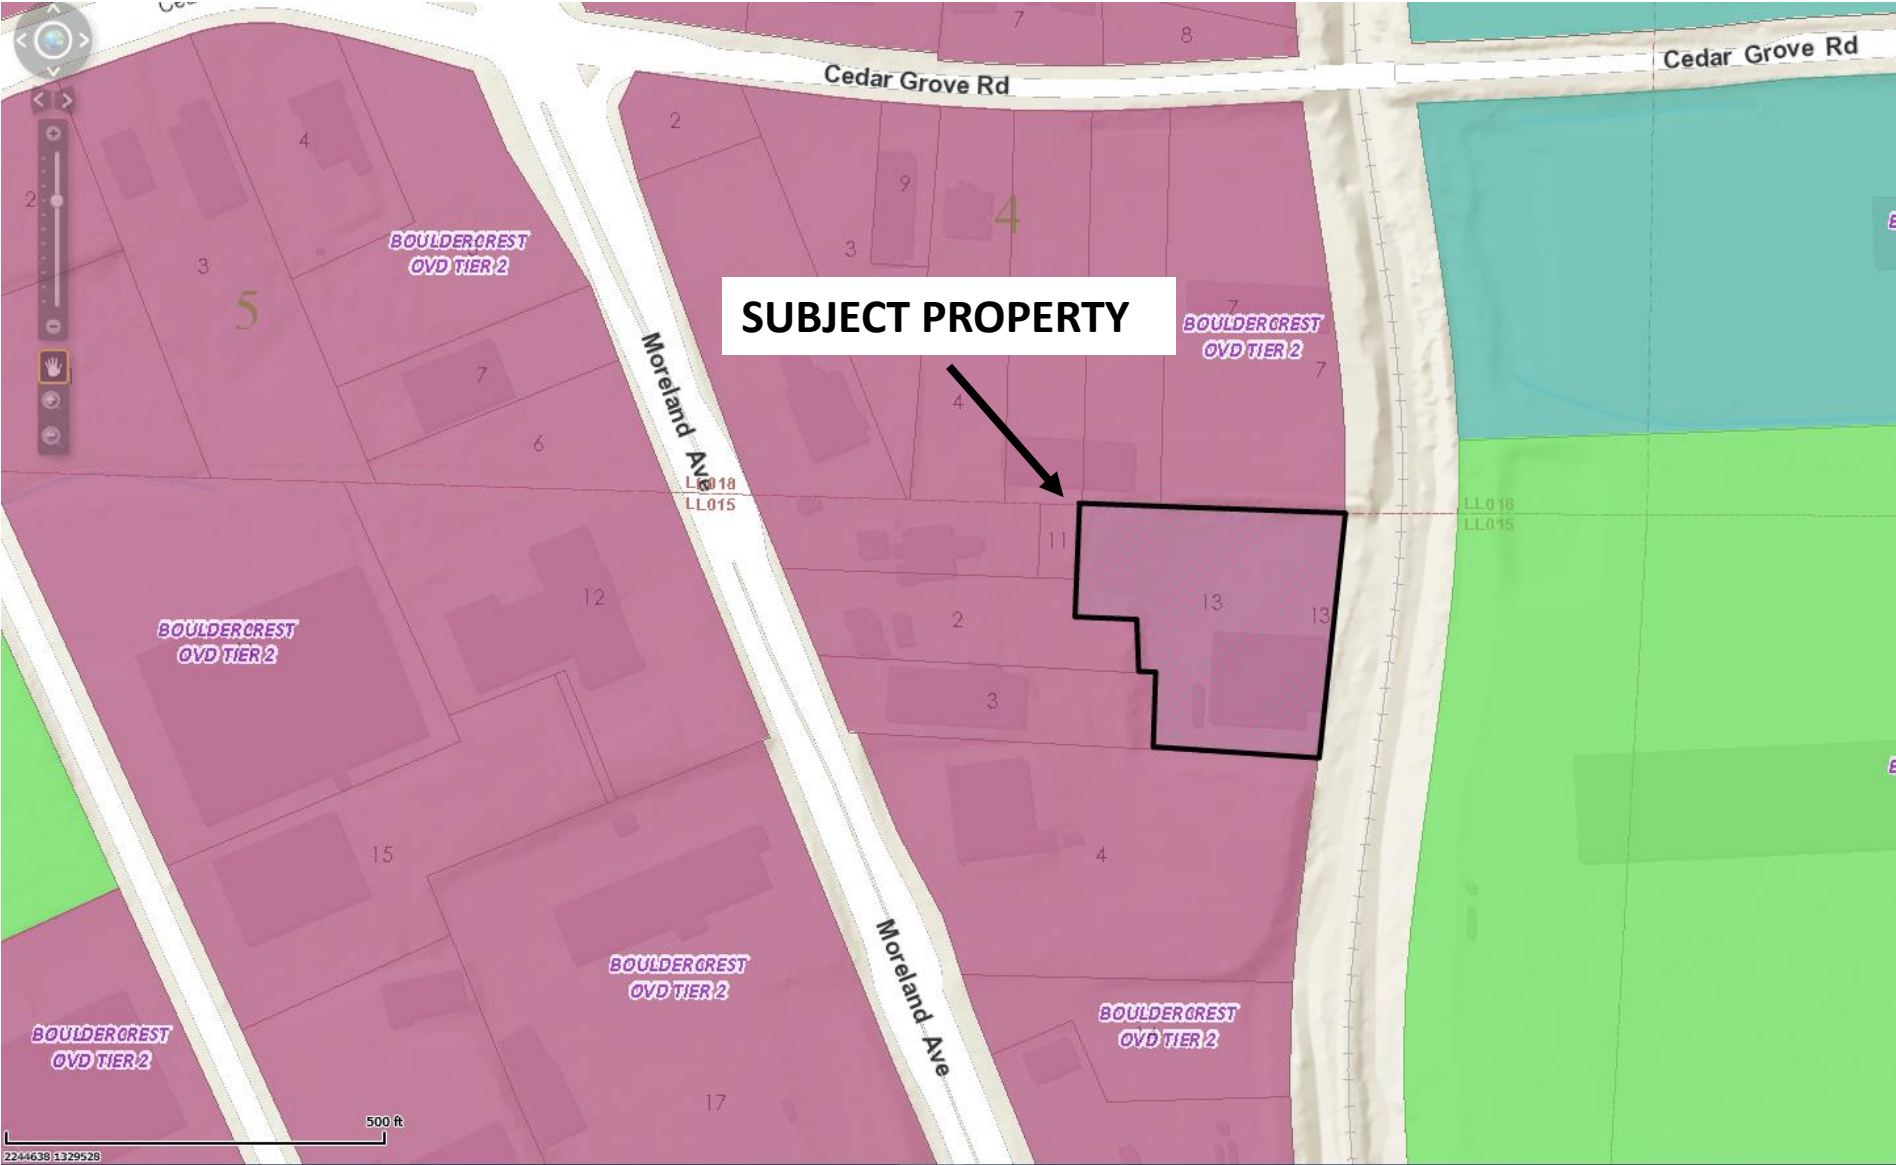 7
8
Cedar Grove Rd
Cedar Grove Rd
2
4
2
9
4
3
3
5
BOULDERCREST
OVD TIER 2
7
BOULDERCREST
OVD TIER 2
7
SUBJECT PROPERTY
Moreland Ave
7
4
6
LL018
LL015
LL018
LL015
11
12
13
13
2
BOULDERCREST
OVD TIER 2
3
15
4
Moreland Ave
BOULDERCREST
OVD TIER 2
BOULDERCREST
OVD TIER 2
BOULDERCREST
OVD TIER 2
17
500 ft
2244638 1329528